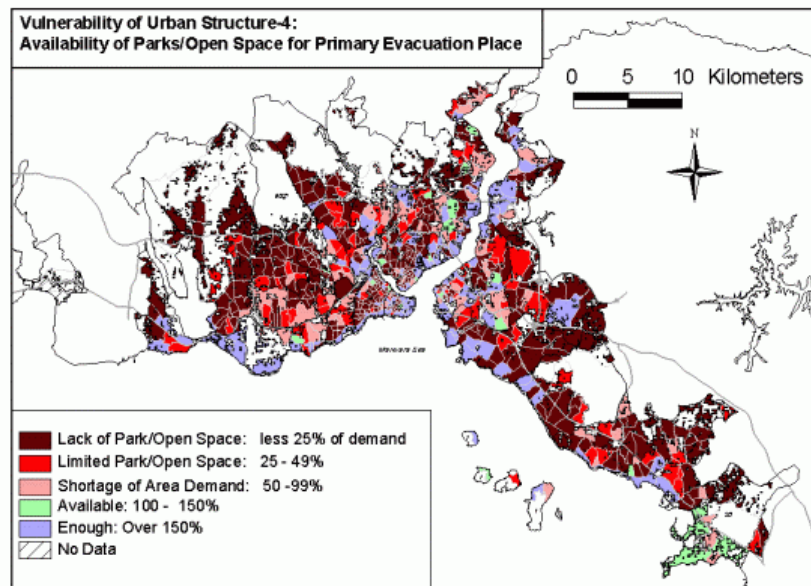 Vulnerability of Urban Structure-4:
Availability of Parks/Open Space for Primary Evacuation Place
0 5 10 Kilometers
N
Marmara Sea
Lack of Park/Open Space: less 25% of demand
Limited Park/Open Space: 25 - 49%
Shortage of Area Demand: 50 -99%
Available: 100 - 150%
Enough: Over 150%
No Data